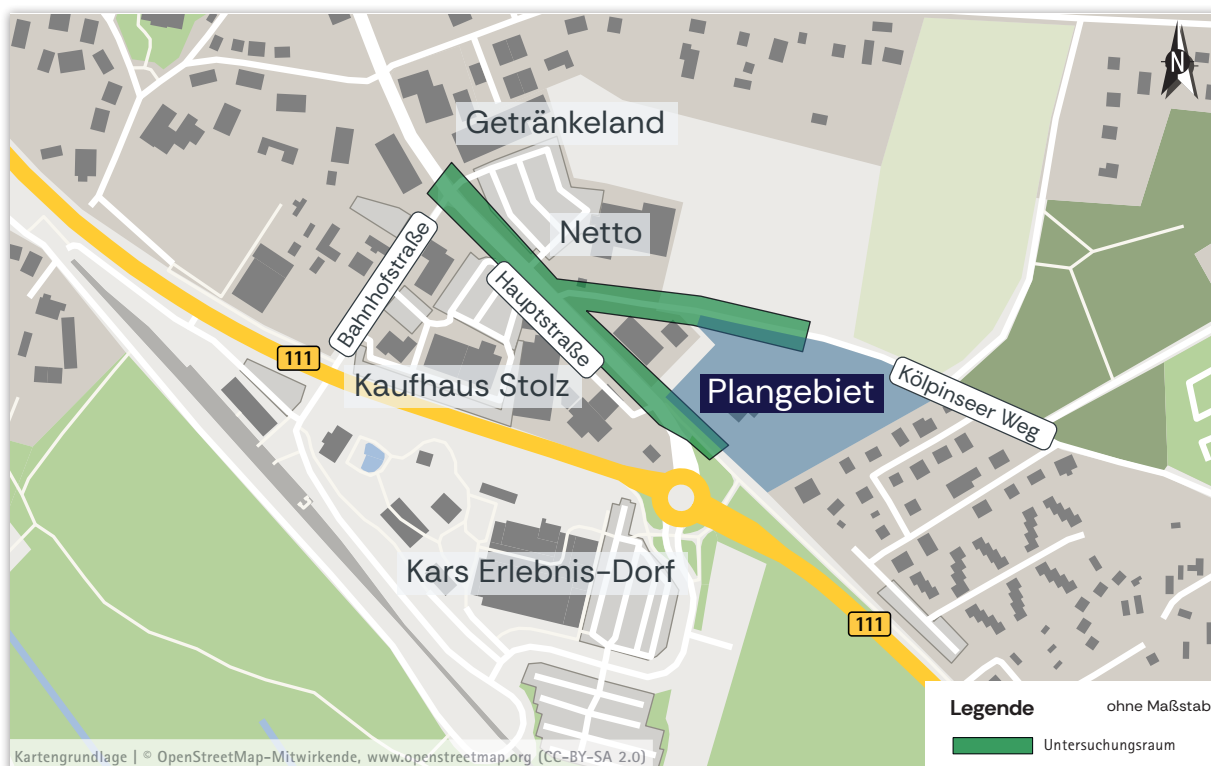 N
Getränkeland
Netto
Bahnhofstraße
Hauptstraße
111
Kaufhaus Stolz
Plangebiet
Kölpinseer Weg
Kars Erlebnis-Dorf
111
Legende
ohne Maßstab
Untersuchungsraum
Kartengrundlage | © OpenStreetMap-Mitwirkende, www.openstreetmap.org (CC-BY-SA 2.0)